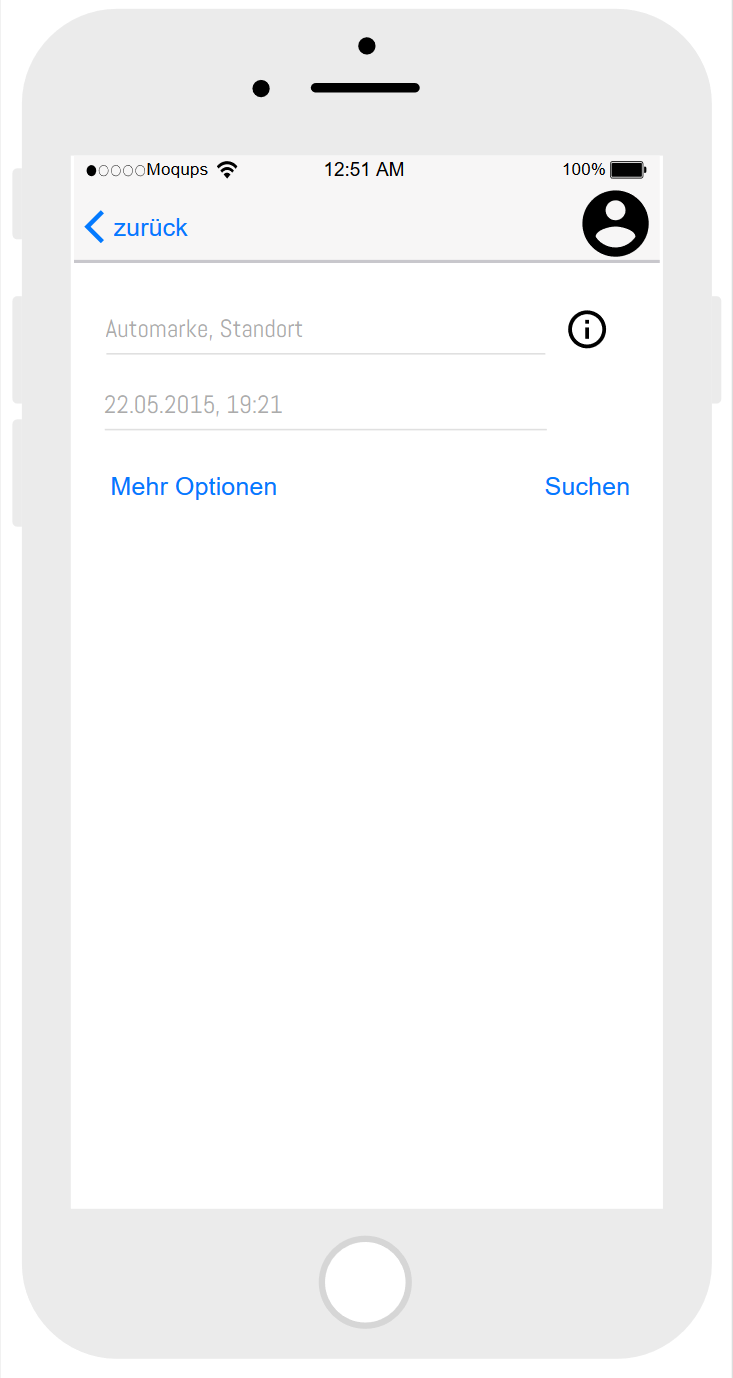 Moqups 12:51 AM 100%
zurück
Automarke, Standort
22.05.2015, 19:21
Mehr Optionen Suchen